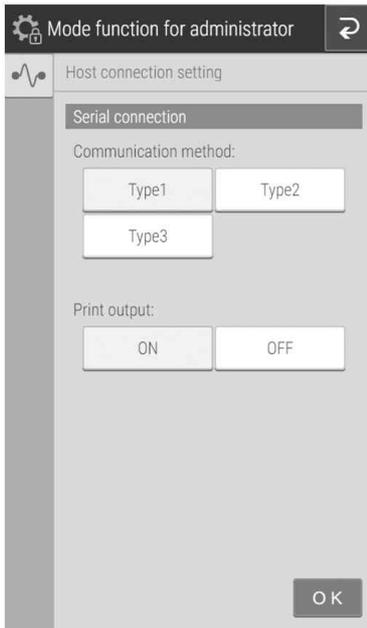 Mode function for administrator
Host connection setting
Serial connection
Communication method:
Type1 Type2
Type3
Print output:
ON OFF
OK